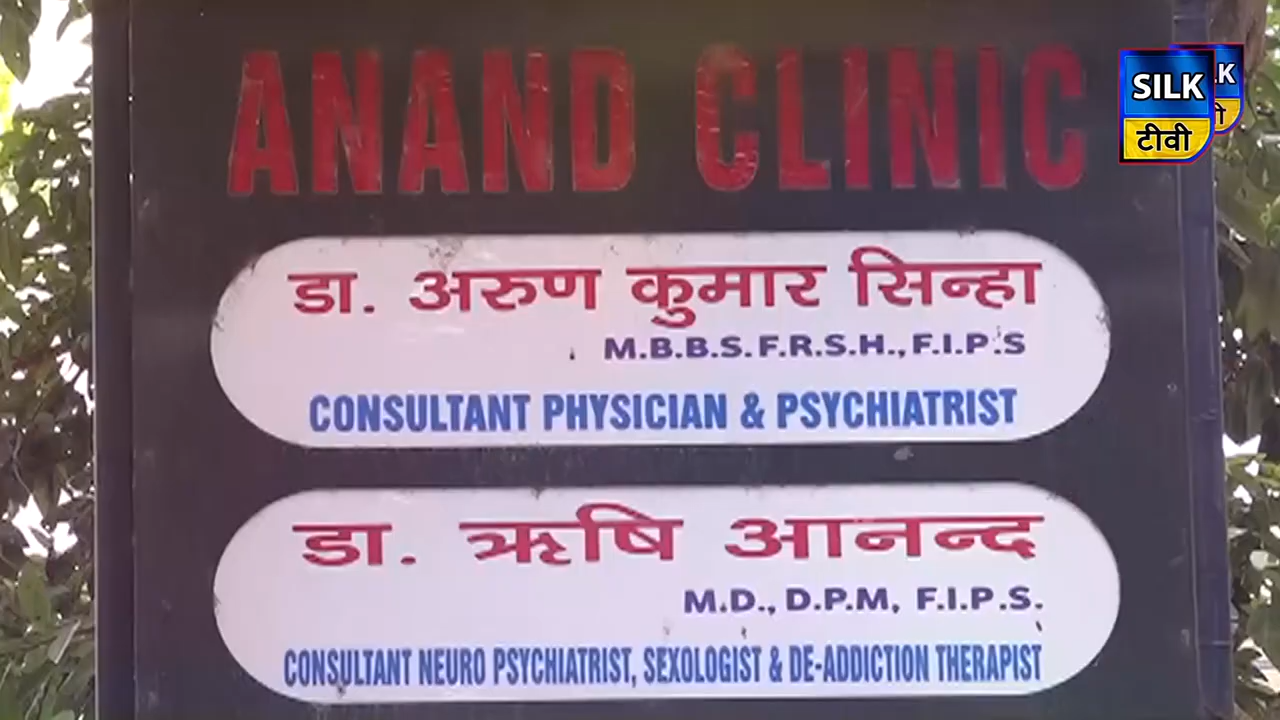 ANAND CLINIC
SILK
टीवी
डा. अरुण कुमार सिन्हा
M.B.B.S. F.R.S.H., F.I.P.S
CONSULTANT PHYSICIAN & PSYCHIATRIST
डा. ऋषि आनन्द
M.D., D.P.M, F.I.P.S.
CONSULTANT NEURO PSYCHIATRIST, SEXOLOGIST & DE-ADDICTION THERAPIST